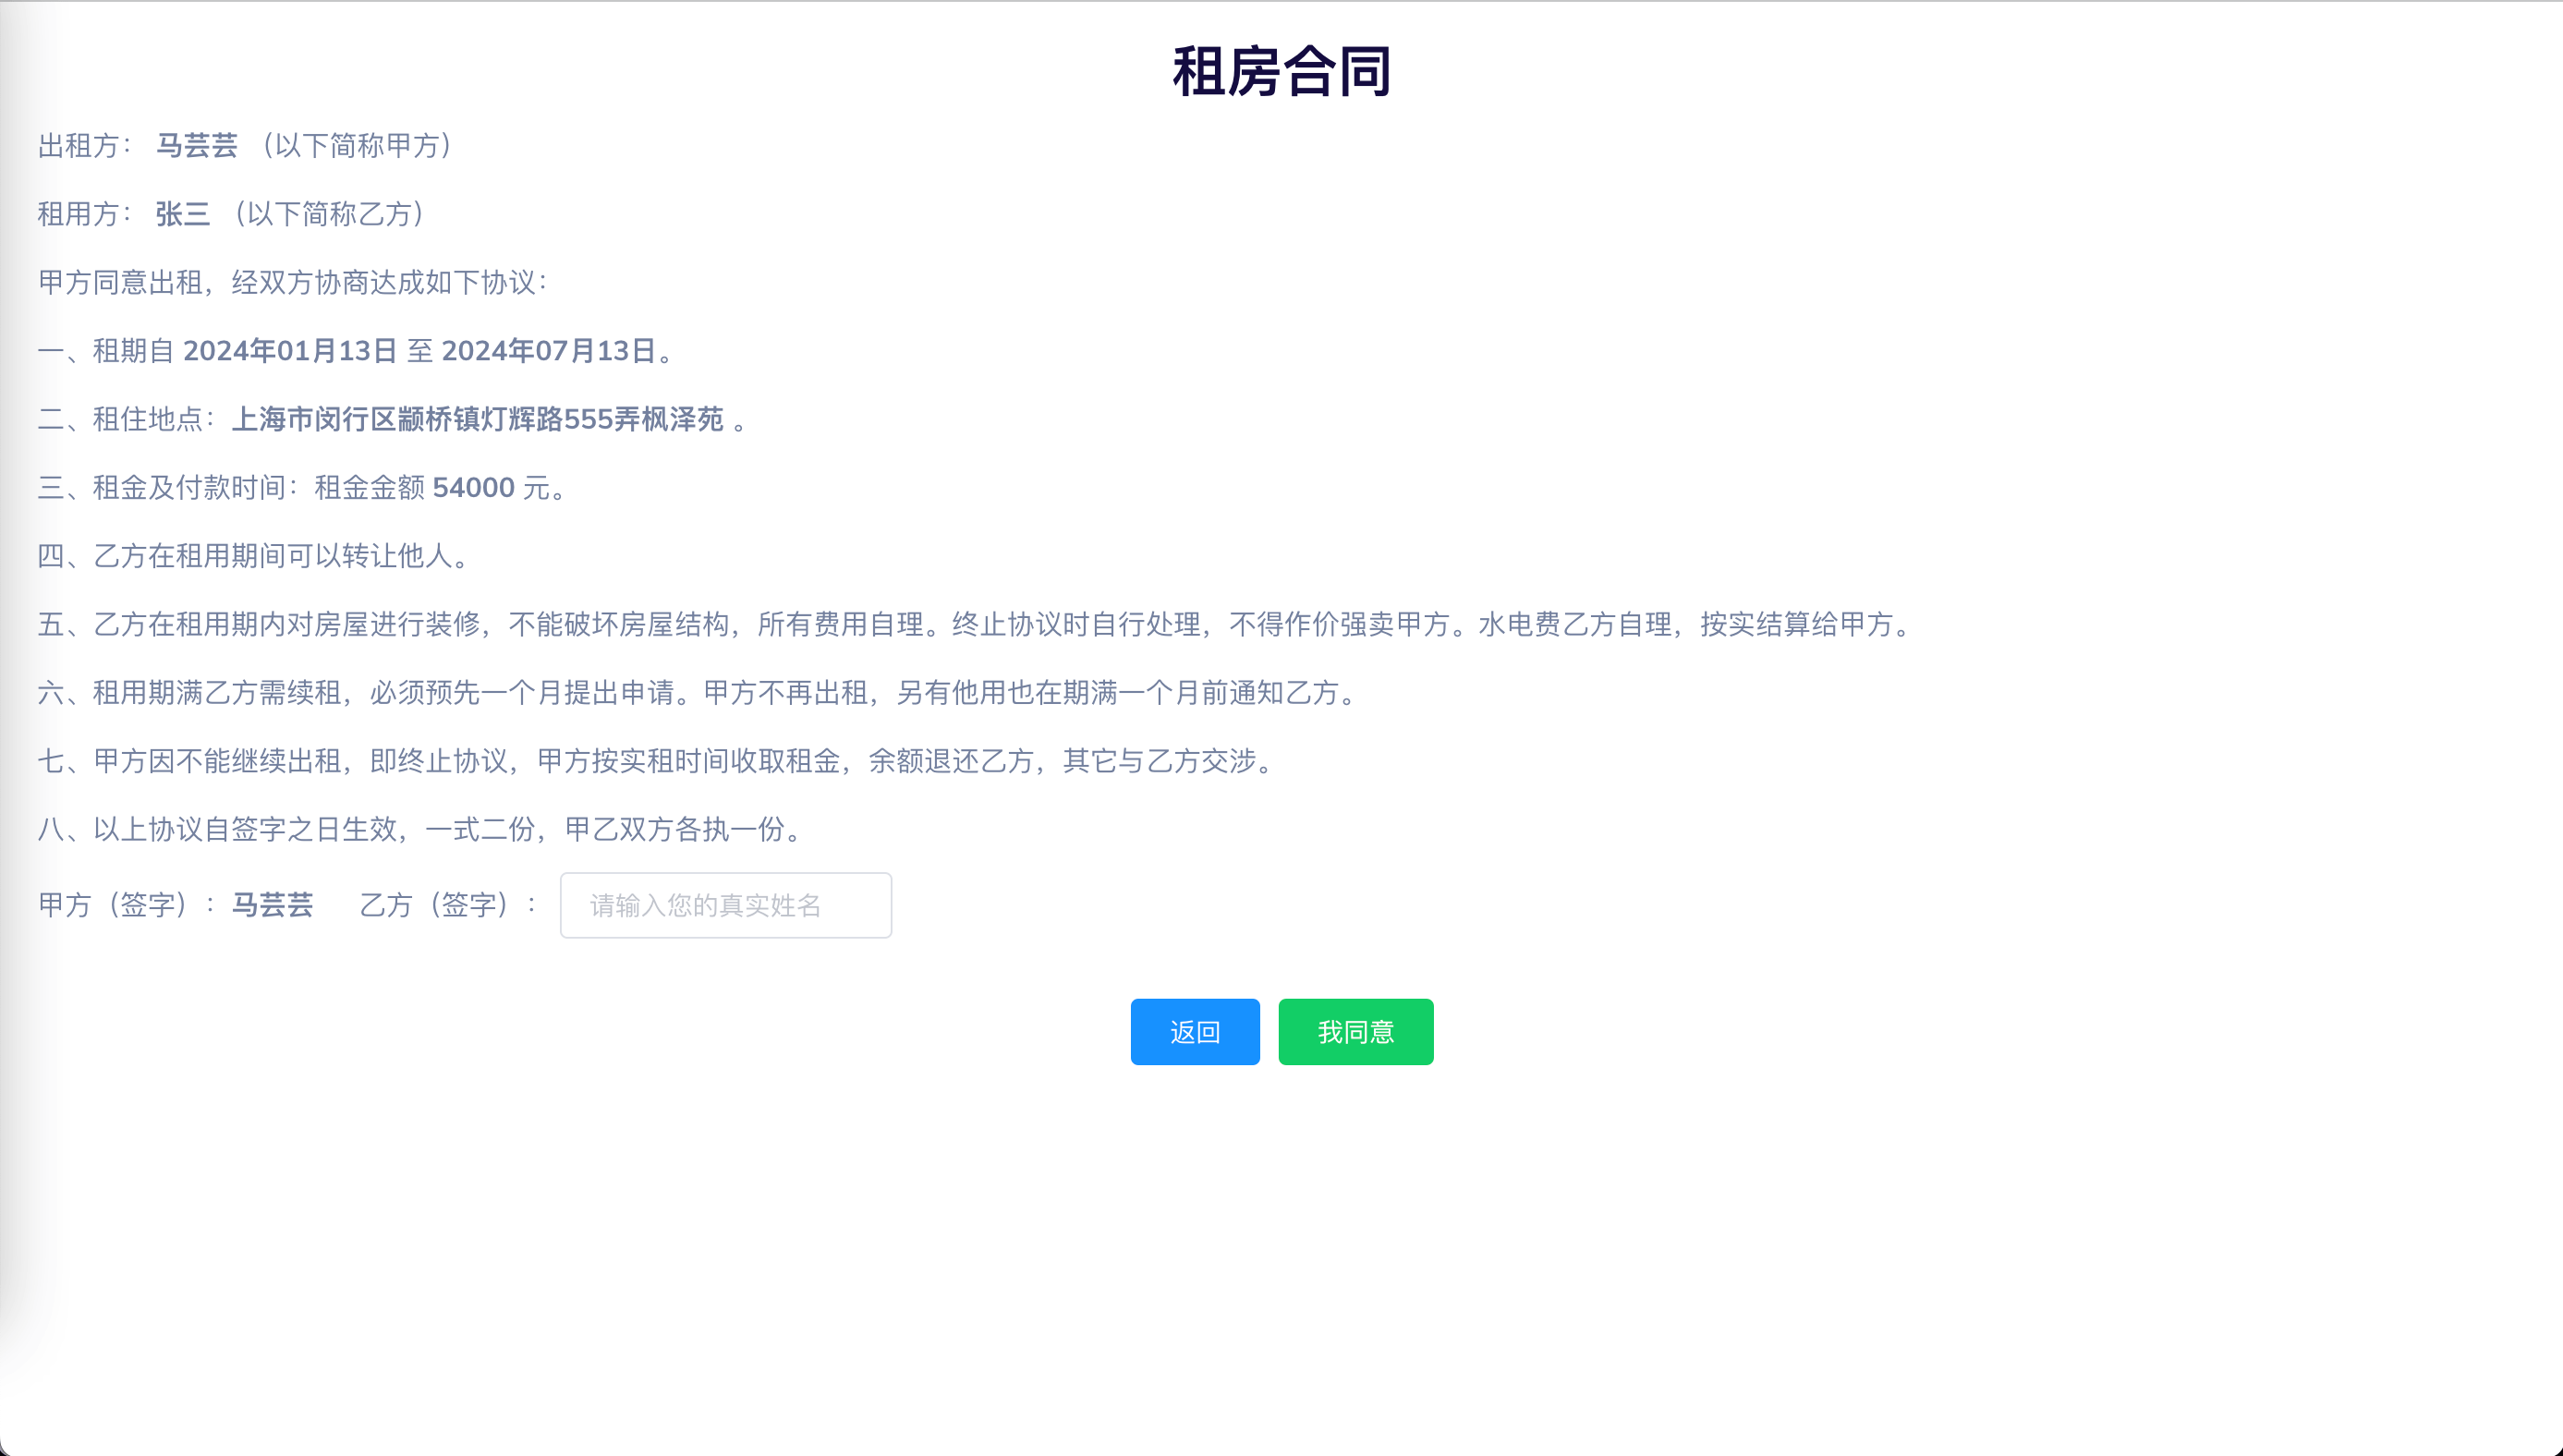 租房合同
出租方： 马芸芸 （以下简称甲方）
租用方： 张三 （以下简称乙方）
甲方同意出租，经双方协商达成如下协议：
一、租期自 2024年01月13日 至 2024年07月13日。
二、租住地点：上海市闵行区颛桥镇灯辉路555弄枫泽苑 。
三、租金及付款时间：租金金额 54000 元。
四、乙方在租用期间可以转让他人。
五、乙方在租用期内对房屋进行装修，不能破坏房屋结构，所有费用自理。终止协议时自行处理，不得作价强卖甲方。水电费乙方自理，按实结算给甲方。
六、租用期满乙方需续租，必须预先一个月提出申请。甲方不再出租，另有他用也在期满一个月前通知乙方。
七、甲方因不能继续出租，即终止协议，甲方按实租时间收取租金，余额退还乙方，其它与乙方交涉。
八、以上协议自签字之日生效，一式二份，甲乙双方各执一份。
甲方（签字）：马芸芸 乙方（签字）： 请输入您的真实姓名
返回 我同意